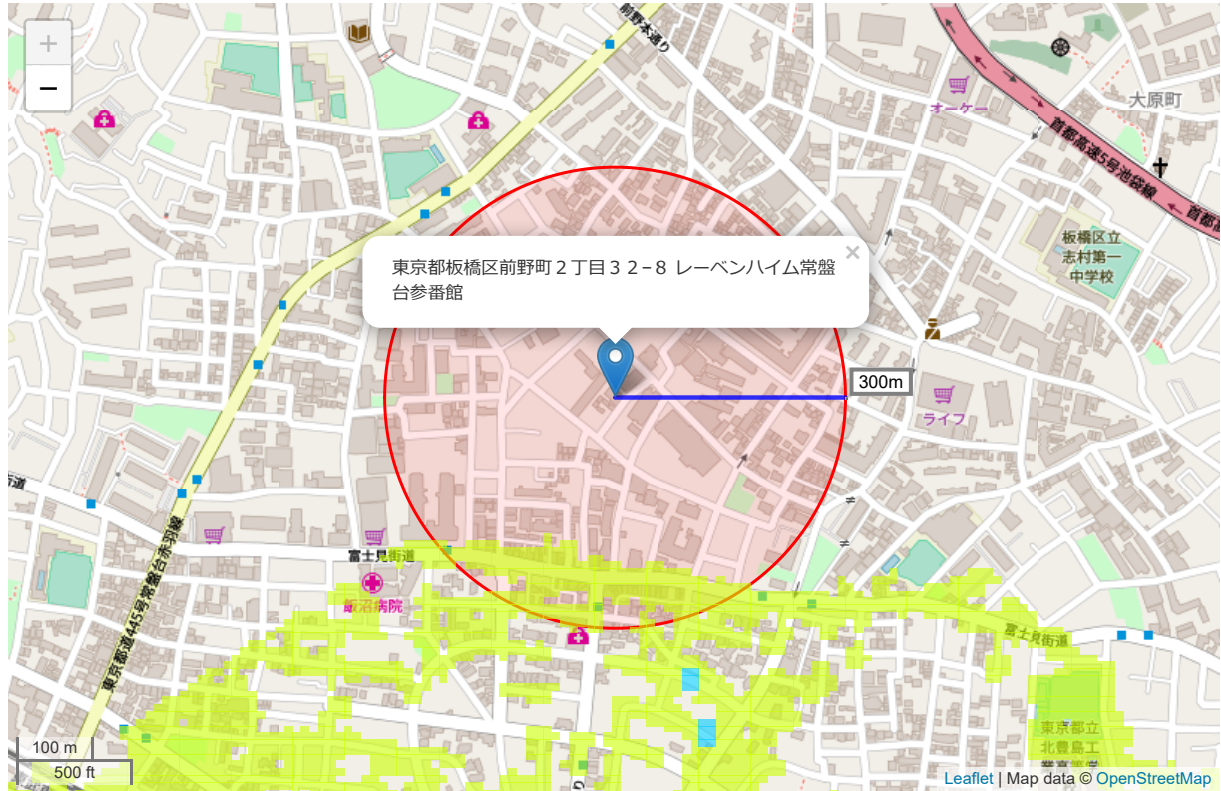 +
−
前野本通り
オーケー
大原町
首都高速5号池袋線
板橋区立
志村第一
中学校
東京都板橋区前野町2丁目32−8 レーベンハイム常盤
台参番館
×
300m
ライフ
富士見街道
飯沼病院
東京都道445号常盤台赤羽線
富士見街道
東京都立
北豊島工
100 m
500 ft
Leaflet | Map data © OpenStreetMap